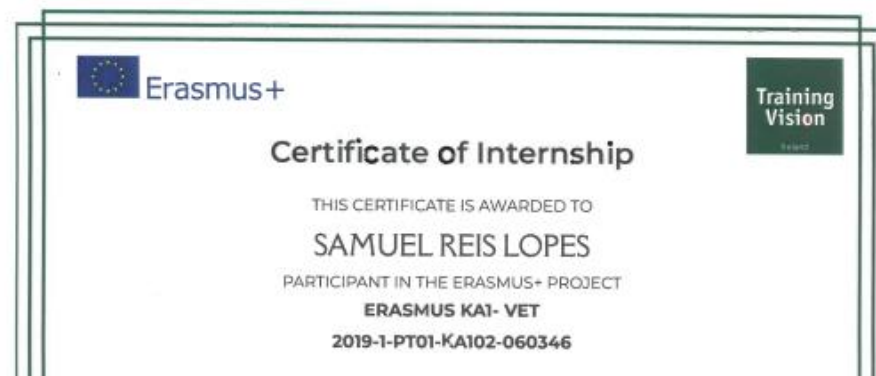 Erasmus+
Training
Vision
Ireland
Certificate of Internship
THIS CERTIFICATE IS AWARDED TO
SAMUEL REIS LOPES
PARTICIPANT IN THE ERASMUS+ PROJECT
ERASMUS KA1- VET
2019-1-PT01-KA102-060346